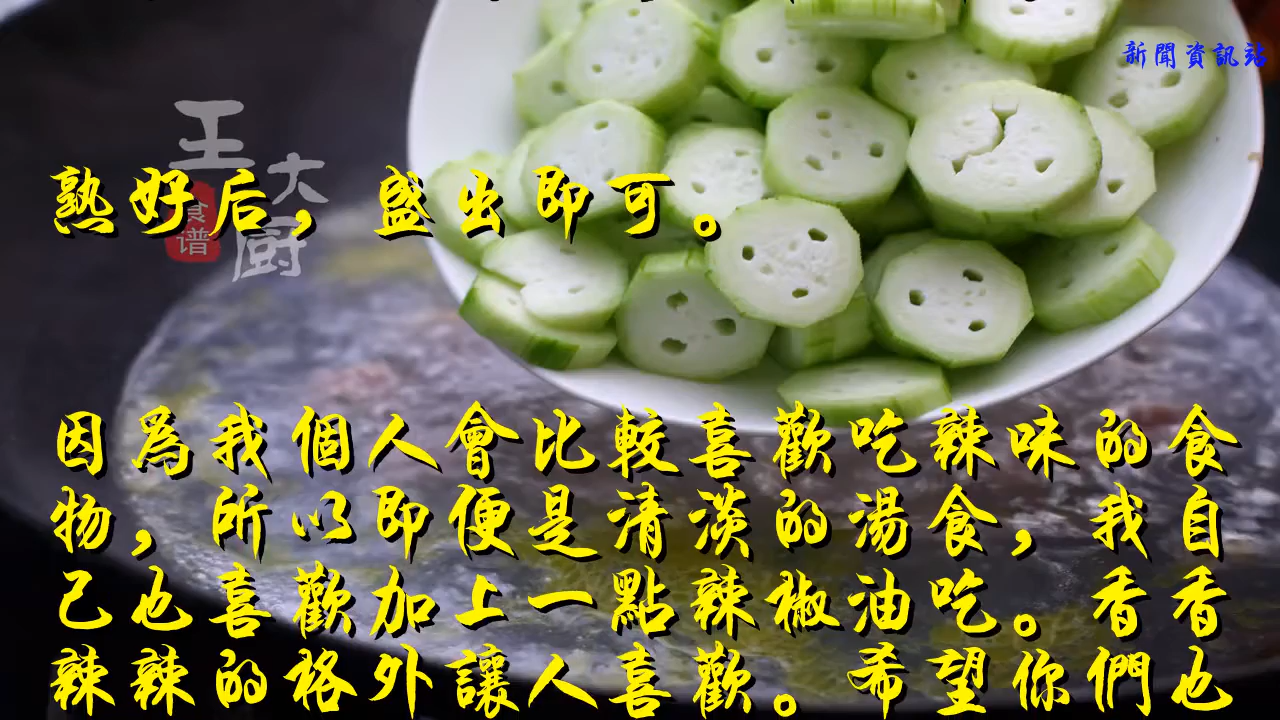 新聞資訊站
王大厨
食谱
熟好后，盛出即可。
因為我個人會比較喜歡吃辣味的食
物，所以即便是清淡的湯食，我自
己也喜歡加上一點辣椒油吃。香香
辣辣的格外讓人喜歡。希望你們也